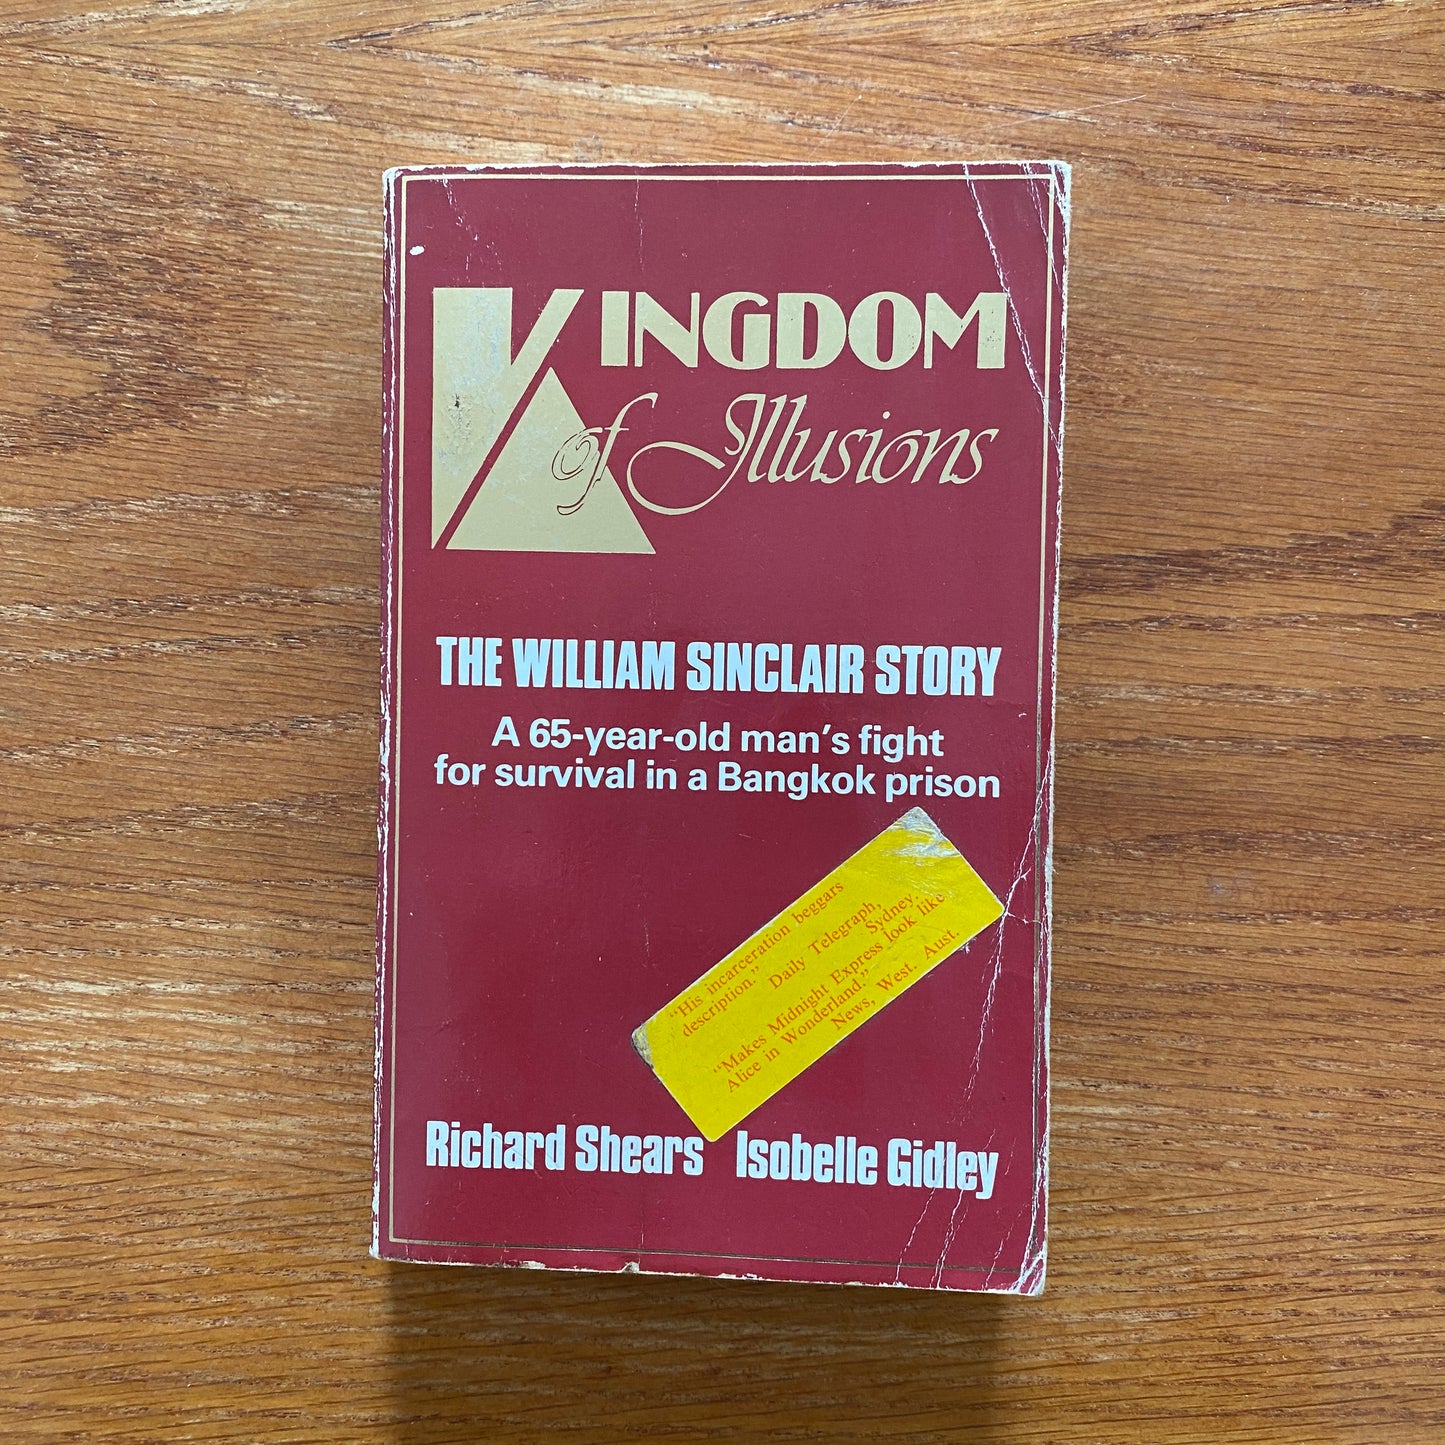 KINGDOM
of Illusions
THE WILLIAM SINCLAIR STORY
A 65-year-old man's fight
for survival in a Bangkok prison
"His incarceration beggars
description." Daily Telegraph,
Sydney.
"Makes Midnight Express look like
Alice in Wonderland."
News, West. Aust.
Richard Shears Isobelle Gidley